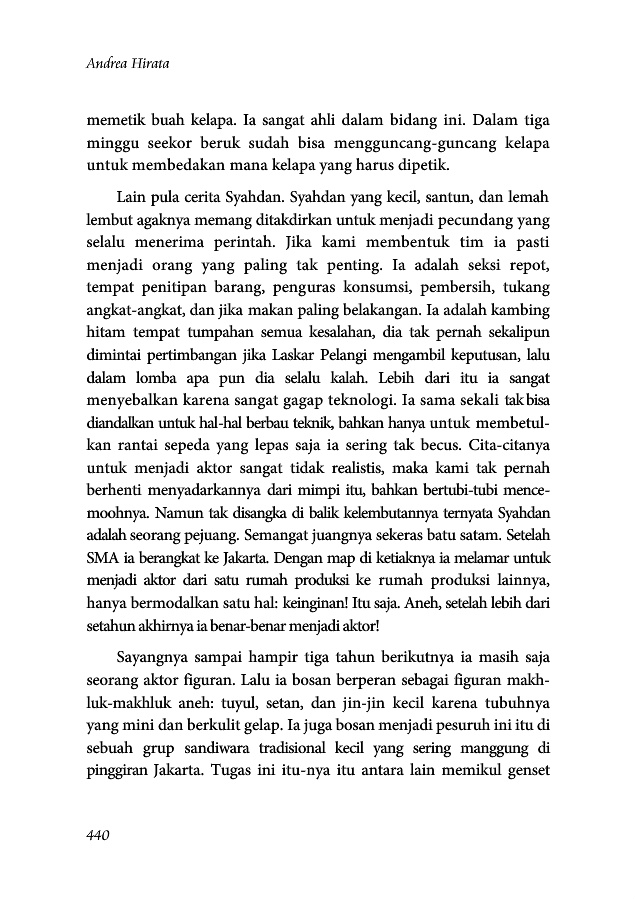 Andrea Hirata
memetik buah kelapa. Ia sangat ahli dalam bidang ini. Dalam tiga
minggu seekor beruk sudah bisa mengguncang-guncang kelapa
untuk membedakan mana kelapa yang harus dipetik.
Lain pula cerita Syahdan. Syahdan yang kecil, santun, dan lemah
lembut agaknya memang ditakdirkan untuk menjadi pecundang yang
selalu menerima perintah. Jika kami membentuk tim ia pasti
menjadi orang yang paling tak penting. Ia adalah seksi repot,
tempat penitipan barang, penguras konsumsi, pembersih, tukang
angkat-angkat, dan jika makan paling belakangan. Ia adalah kambing
hitam tempat tumpahan semua kesalahan, dia tak pernah sekalipun
dimintai pertimbangan jika Laskar Pelangi mengambil keputusan, lalu
dalam lomba apa pun dia selalu kalah. Lebih dari itu ia sangat
menyebalkan karena sangat gagap teknologi. Ia sama sekali tak bisa
diandalkan untuk hal-hal berbau teknik, bahkan hanya untuk membetul-
kan rantai sepeda yang lepas saja ia sering tak becus. Cita-citanya
untuk menjadi aktor sangat tidak realistis, maka kami tak pernah
berhenti menyadarkannya dari mimpi itu, bahkan bertubi-tubi mence-
moohnya. Namun tak disangka di balik kelembutannya ternyata Syahdan
adalah seorang pejuang. Semangat juangnya sekeras batu satam. Setelah
SMA ia berangkat ke Jakarta. Dengan map di ketiaknya ia melamar untuk
menjadi aktor dari satu rumah produksi ke rumah produksi lainnya,
hanya bermodalkan satu hal: keinginan! Itu saja. Aneh, setelah lebih dari
setahun akhirnya ia benar-benar menjadi aktor!
Sayangnya sampai hampir tiga tahun berikutnya ia masih saja
seorang aktor figuran. Lalu ia bosan berperan sebagai figuran makh-
luk-makhluk aneh: tuyul, setan, dan jin-jin kecil karena tubuhnya
yang mini dan berkulit gelap. Ia juga bosan menjadi pesuruh ini itu di
sebuah grup sandiwara tradisional kecil yang sering manggung di
pinggiran Jakarta. Tugas ini itu-nya itu antara lain memikul genset
440